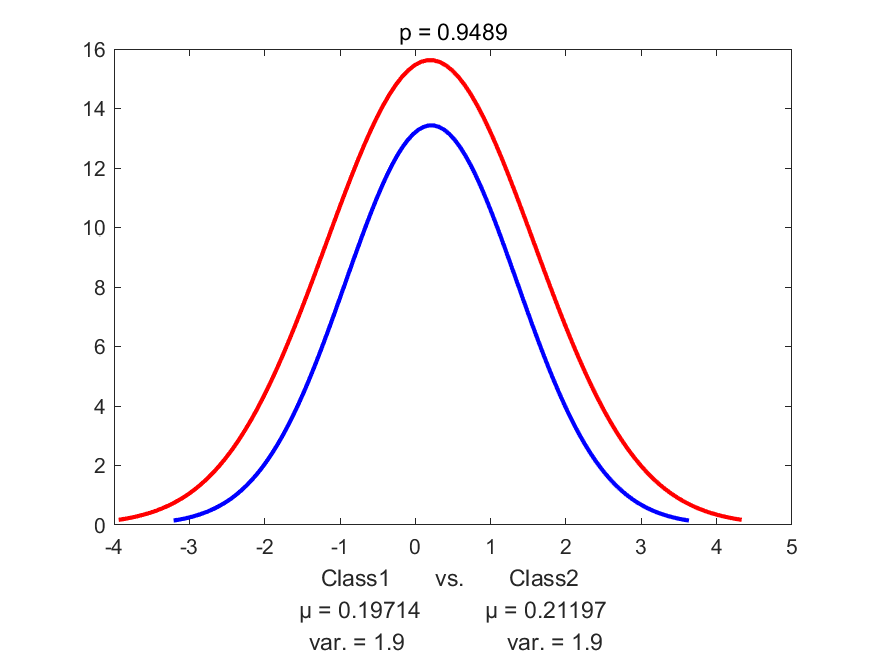 p = 0.9489
16
14
12
10
8
6
4
2
0
-4 -3 -2 -1 0 1 2 3 4 5
Class1 vs. Class2
μ = 0.19714 μ = 0.21197
var. = 1.9 var. = 1.9